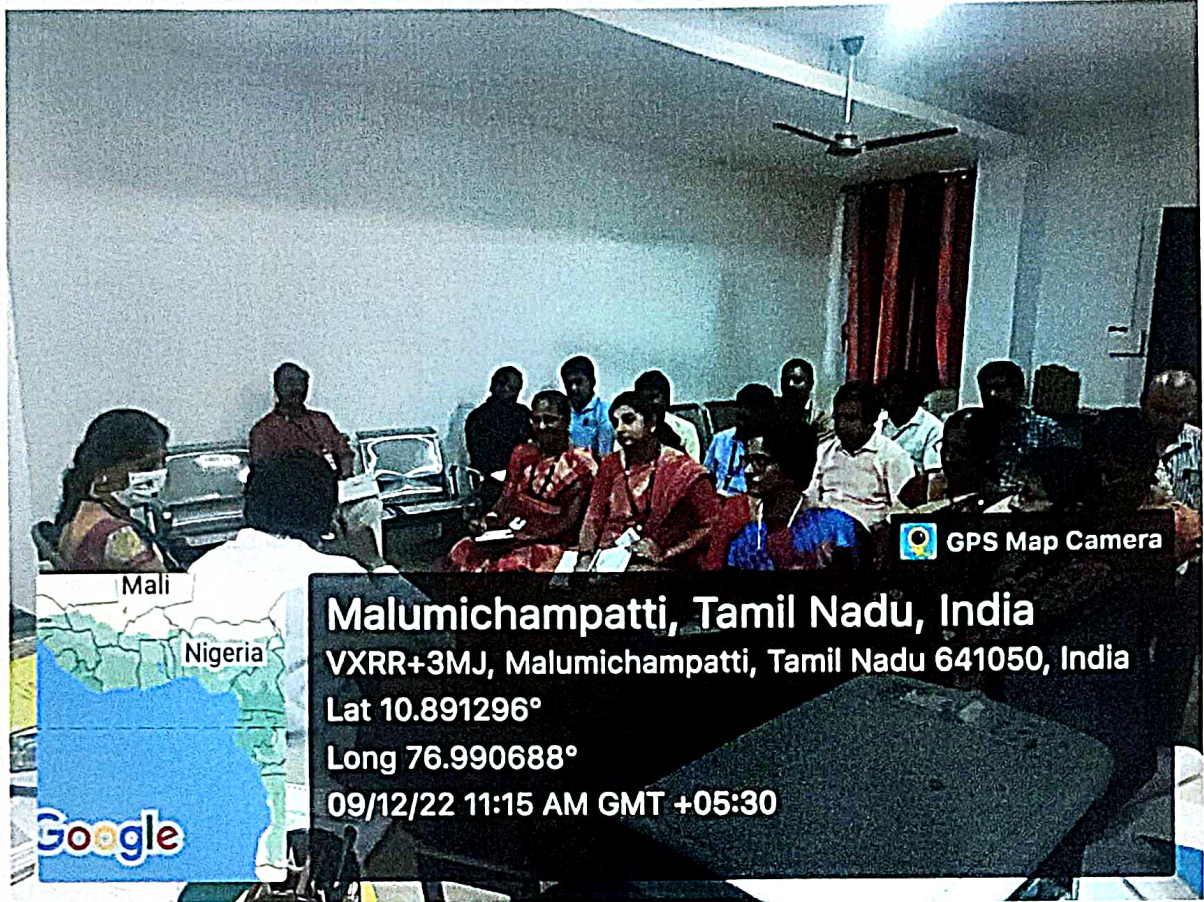 GPS Map Camera
Mali
Nigeria
Google
Malumichampatti, Tamil Nadu, India
VXRR+3MJ, Malumichampatti, Tamil Nadu 641050, India
Lat 10.891296°
Long 76.990688°
09/12/22 11:15 AM GMT +05:30